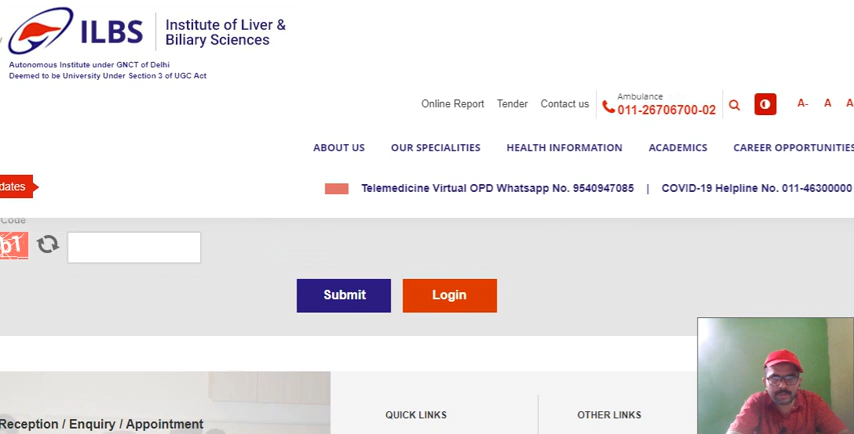 ILBS
Institute of Liver &
Biliary Sciences
Autonomous Institute under GNCT of Delhi
Deemed to be University Under Section 3 of UGC Act
Online Report Tender Contact us Ambulance
011-26706700-02
A- A A
ABOUT US OUR SPECIALITIES HEALTH INFORMATION ACADEMICS CAREER OPPORTUNITIES
dates
Telemedicine Virtual OPD Whatsapp No. 9540947085 | COVID-19 Helpline No. 011-46300000
Code
Submit Login
Reception / Enquiry / Appointment
QUICK LINKS OTHER LINKS